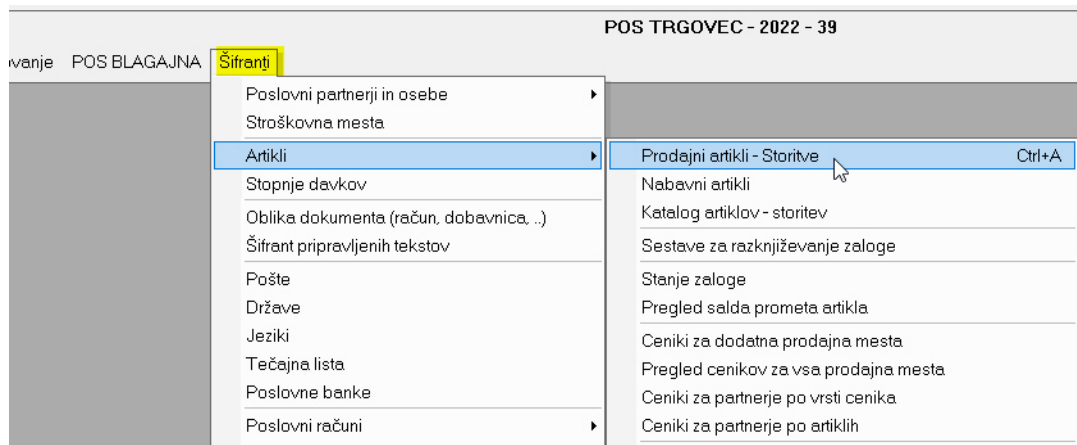 POS TRGOVEC - 2022 - 39
ovanje POS BLAGAJNA Šifranti
Poslovni partnerji in osebe
Stroškovna mesta
Artikli
Stopnje davkov
Oblika dokumenta (račun, dobavnica, ..)
Šifrant pripravljenih tekstov
Pošte
Države
Jeziki
Tečajna lista
Poslovne banke
Poslovni računi
Prodajni artikli - Storitve Ctrl+A
Nabavni artikli
Katalog artiklov - storitev
Sestave za razknjiževanje zaloge
Stanje zaloge
Pregled salda prometa artikla
Ceniki za dodatna prodajna mesta
Pregled cenikov za vsa prodajna mesta
Ceniki za partnerje po vrsti cenika
Ceniki za partnerje po artiklih